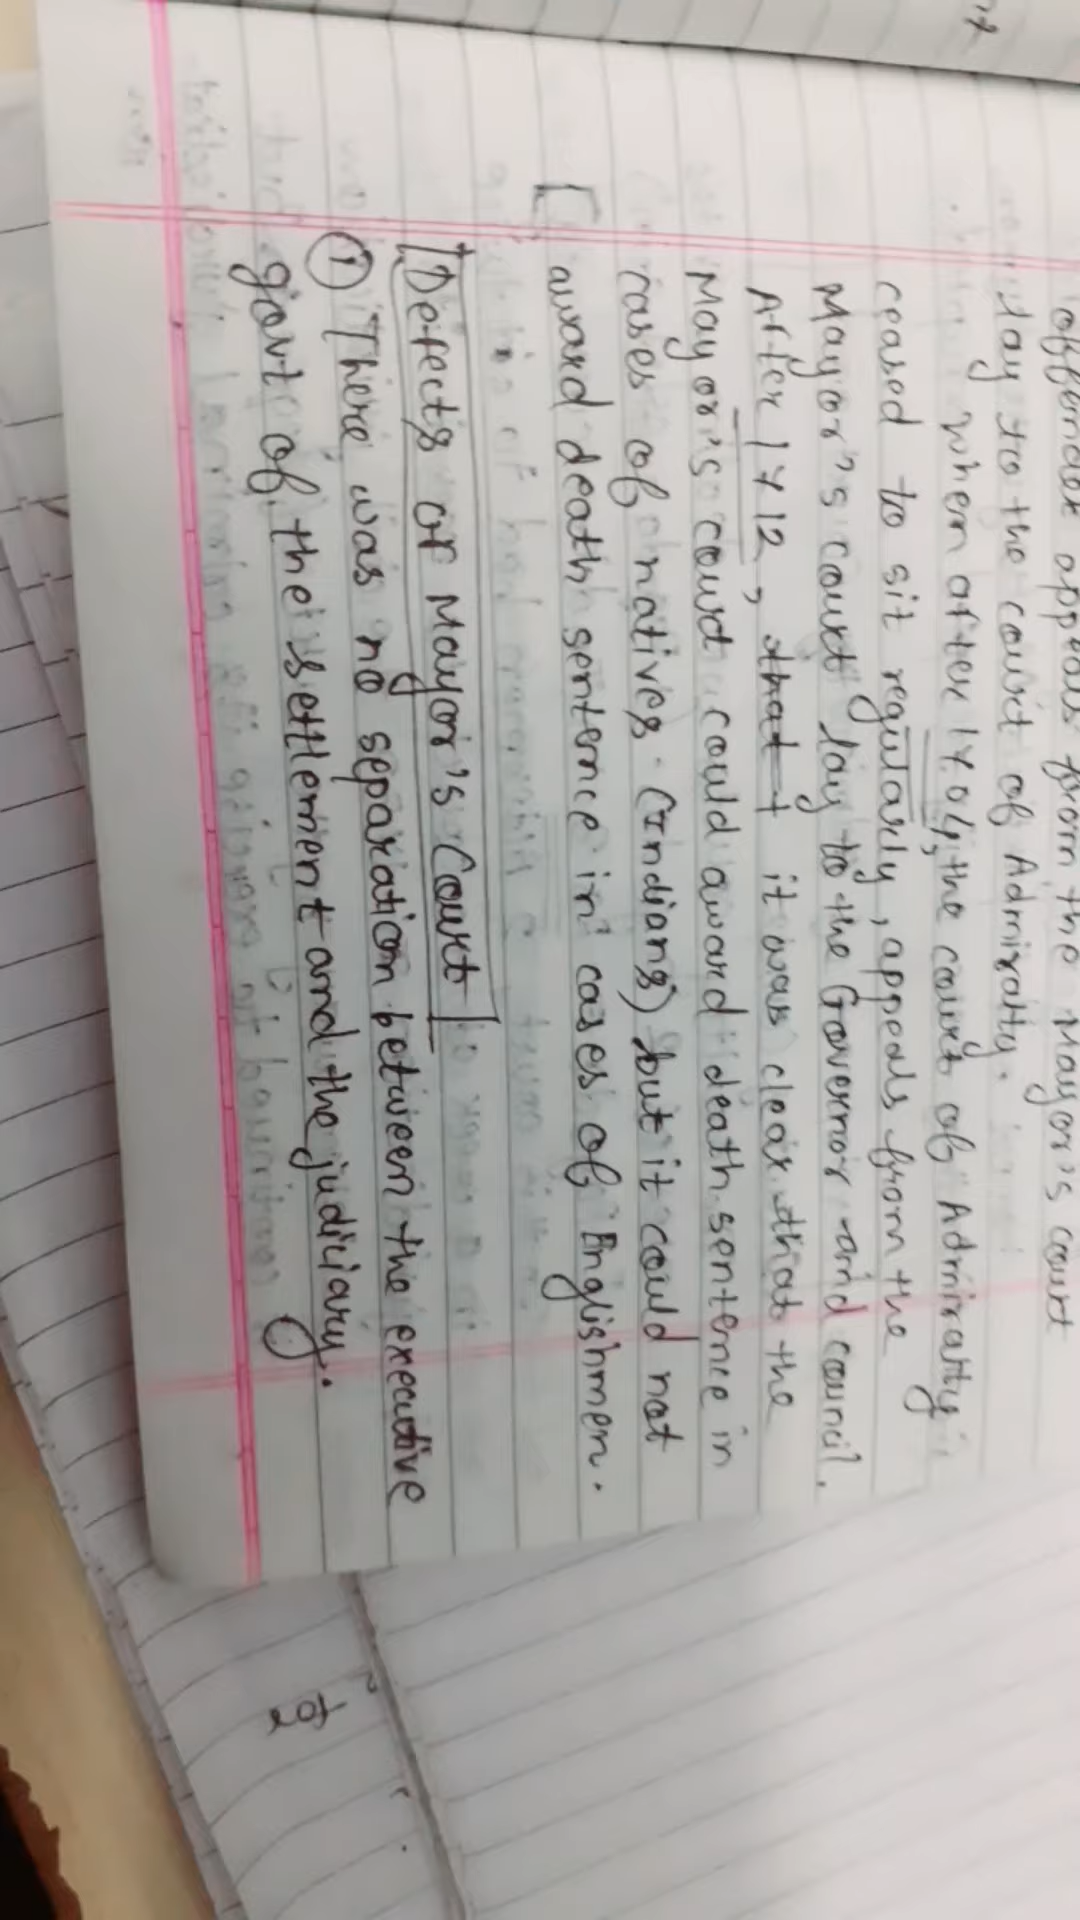 offender appeals from the Mayor's court
lay to the court of Admiralty.
When after 1704, the court of Admiralty
ceased to sit regularly, appeals from the
Mayor's court lay to the Governor and council.
After 1712, that it was clear that the
Mayor's court could award death sentence in
cases of natives (Indians) but it could not
award death sentence in cases of Englishmen.
Defects of Mayor's Court
① There was no separation between the executive
govt of the settlement and the judiciary.